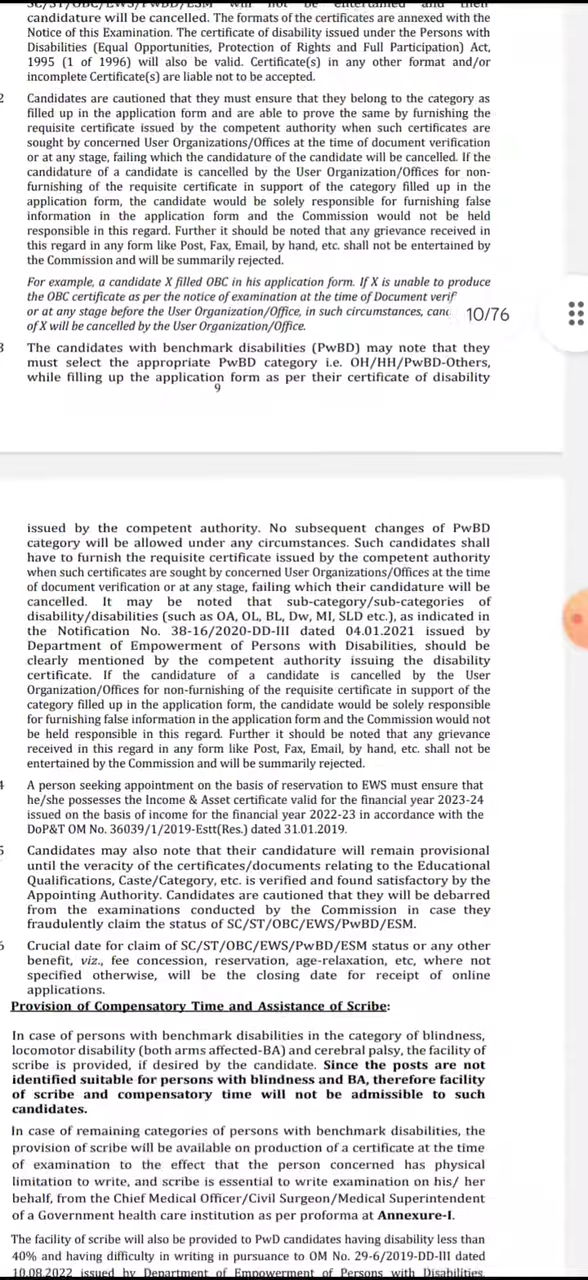 SC/ST/OBC/EWS/PwBD/ESM will not be entertained and their
candidature will be cancelled. The formats of the certificates are annexed with the
Notice of this Examination. The certificate of disability issued under the Persons with
Disabilities (Equal Opportunities, Protection of Rights and Full Participation) Act,
1995 (1 of 1996) will also be valid. Certificate(s) in any other format and/or
incomplete Certificate(s) are liable not to be accepted.
2 Candidates are cautioned that they must ensure that they belong to the category as
filled up in the application form and are able to prove the same by furnishing the
requisite certificate issued by the competent authority when such certificates are
sought by concerned User Organizations/Offices at the time of document verification
or at any stage, failing which the candidature of the candidate will be cancelled. If the
candidature of a candidate is cancelled by the User Organization/Offices for non-
furnishing of the requisite certificate in support of the category filled up in the
application form, the candidate would be solely responsible for furnishing false
information in the application form and the Commission would not be held
responsible in this regard. Further it should be noted that any grievance received in
this regard in any form like Post, Fax, Email, by hand, etc. shall not be entertained by
the Commission and will be summarily rejected.
For example, a candidate X filled OBC in his application form. If X is unable to produce
the OBC certificate as per the notice of examination at the time of Document verif
or at any stage before the User Organization/Office, in such circumstances, canc
10/76
of X will be cancelled by the User Organization/Office.
3 The candidates with benchmark disabilities (PwBD) may note that they
must select the appropriate PwBD category i.e. OH/HH/PwBD-Others,
while filling up the application form as per their certificate of disability
9
issued by the competent authority. No subsequent changes of PwBD
category will be allowed under any circumstances. Such candidates shall
have to furnish the requisite certificate issued by the competent authority
when such certificates are sought by concerned User Organizations/Offices at the time
of document verification or at any stage, failing which their candidature will be
cancelled. It may be noted that sub-category/sub-categories of
disability/disabilities (such as OA, OL, BL, Dw, MI, SLD etc.), as indicated in
the Notification No. 38-16/2020-DD-III dated 04.01.2021 issued by
Department of Empowerment of Persons with Disabilities, should be
clearly mentioned by the competent authority issuing the disability
certificate. If the candidature of a candidate is cancelled by the User
Organization/Offices for non-furnishing of the requisite certificate in support of the
category filled up in the application form, the candidate would be solely responsible
for furnishing false information in the application form and the Commission would not
be held responsible in this regard. Further it should be noted that any grievance
received in this regard in any form like Post, Fax, Email, by hand, etc. shall not be
entertained by the Commission and will be summarily rejected.
4 A person seeking appointment on the basis of reservation to EWS must ensure that
he/she possesses the Income & Asset certificate valid for the financial year 2023-24
issued on the basis of income for the financial year 2022-23 in accordance with the
DoP&T OM No. 36039/1/2019-Estt(Res.) dated 31.01.2019.
5 Candidates may also note that their candidature will remain provisional
until the veracity of the certificates/documents relating to the Educational
Qualifications, Caste/Category, etc. is verified and found satisfactory by the
Appointing Authority. Candidates are cautioned that they will be debarred
from the examinations conducted by the Commission in case they
fraudulently claim the status of SC/ST/OBC/EWS/PwBD/ESM.
6 Crucial date for claim of SC/ST/OBC/EWS/PwBD/ESM status or any other
benefit, viz., fee concession, reservation, age-relaxation, etc, where not
specified otherwise, will be the closing date for receipt of online
applications.
Provision of Compensatory Time and Assistance of Scribe:
In case of persons with benchmark disabilities in the category of blindness,
locomotor disability (both arms affected-BA) and cerebral palsy, the facility of
scribe is provided, if desired by the candidate. Since the posts are not
identified suitable for persons with blindness and BA, therefore facility
of scribe and compensatory time will not be admissible to such
candidates.
In case of remaining categories of persons with benchmark disabilities, the
provision of scribe will be available on production of a certificate at the time
of examination to the effect that the person concerned has physical
limitation to write, and scribe is essential to write examination on his/ her
behalf, from the Chief Medical Officer/Civil Surgeon/Medical Superintendent
of a Government health care institution as per proforma at Annexure-I.
The facility of scribe will also be provided to PwD candidates having disability less than
40% and having difficulty in writing in pursuance to OM No. 29-6/2019-DD-III dated
10.08.2022 issued by Department of Empowerment of Persons with Disabilities,